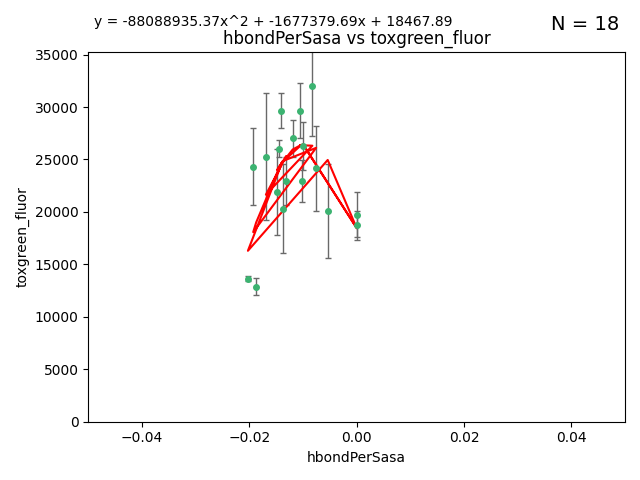 y = -88088935.37x^2 + -1677379.69x + 18467.89
N = 18
hbondPerSasa vs toxgreen_fluor
35000
30000
25000
20000
15000
10000
5000
0
toxgreen_fluor
−0.04
−0.02
0.00
0.02
0.04
hbondPerSasa